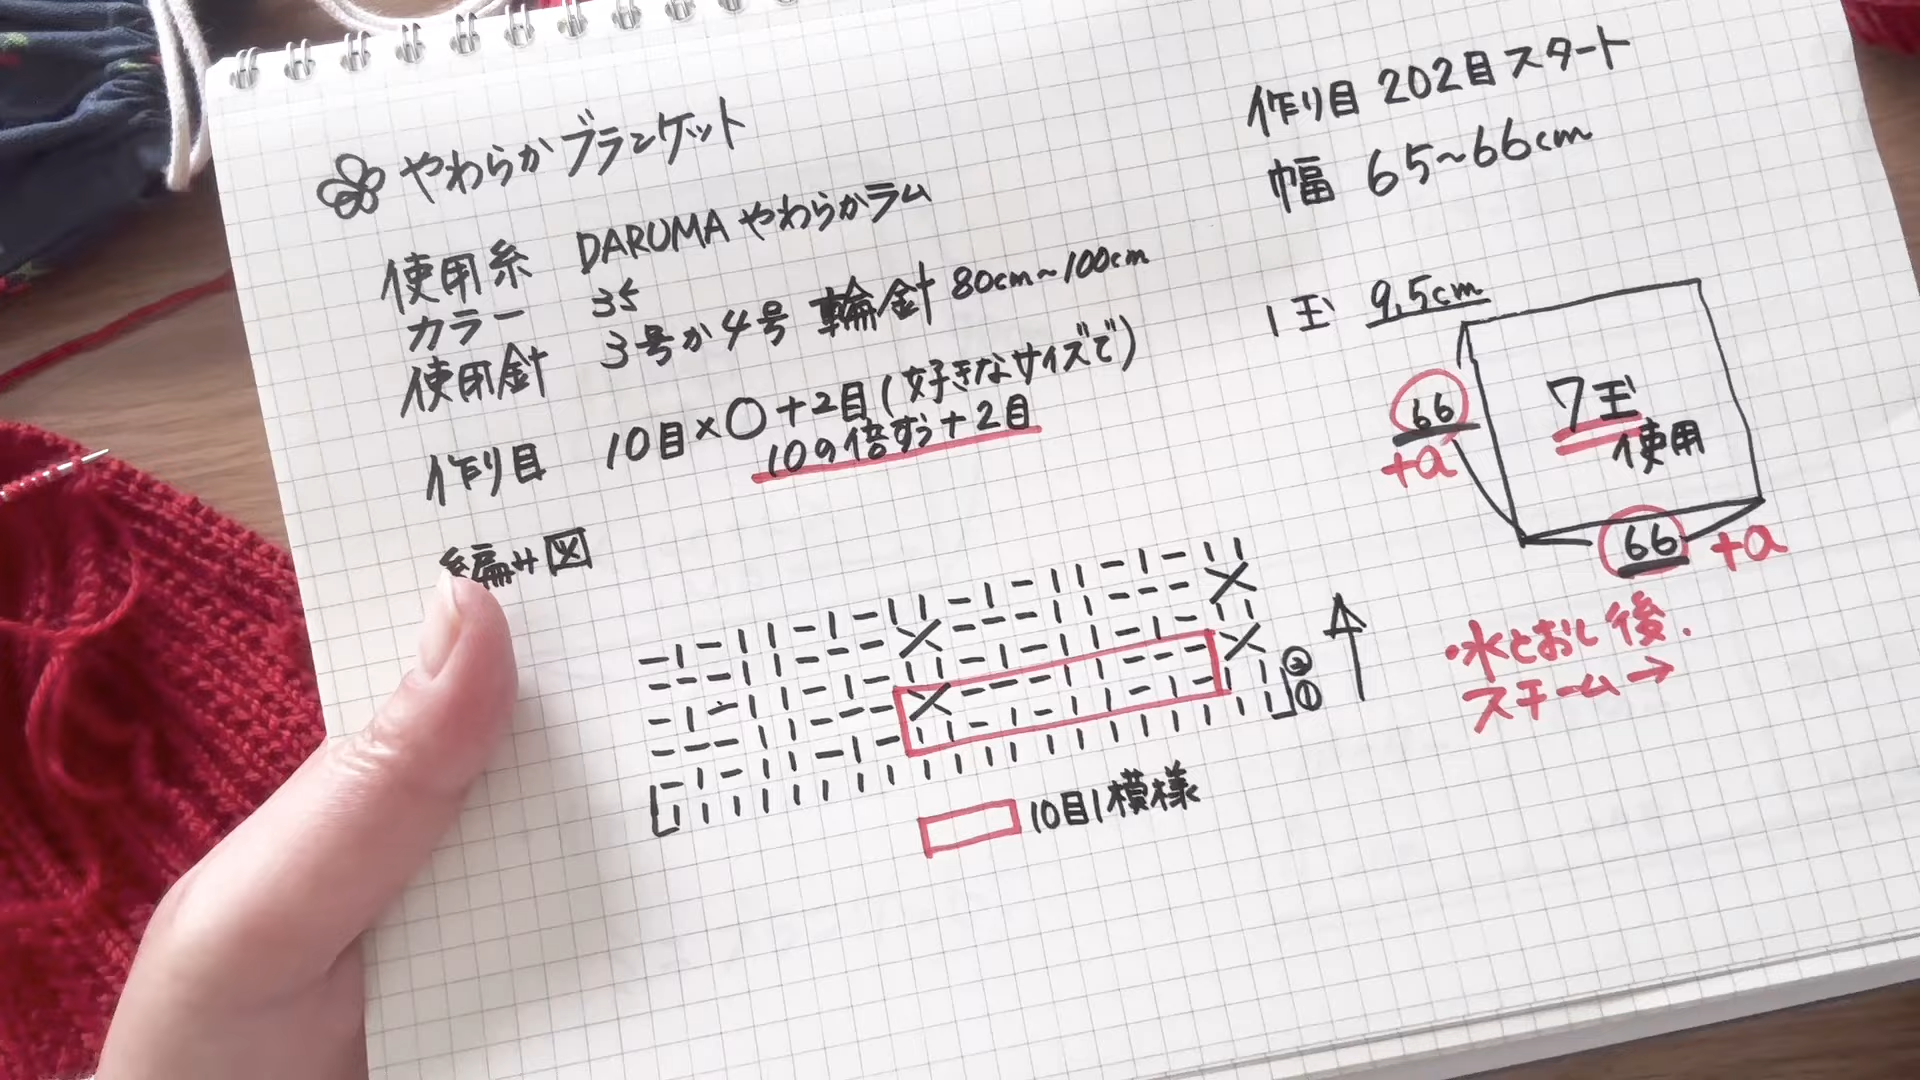 やわらかブランケット
使用糸 DARUMA やわらかラム
カラー 35
使用針 3号か4号 輪針 80cm~100cm
作り目 10目×○+2目(好きなサイズで)
10の倍すう+2目
編み図
② ①
10目1模様
作り目 202目スタート
幅 65~66cm
1玉 9.5cm
7玉
使用
66
+α
66 +α
・水とおし後.
スチーム→